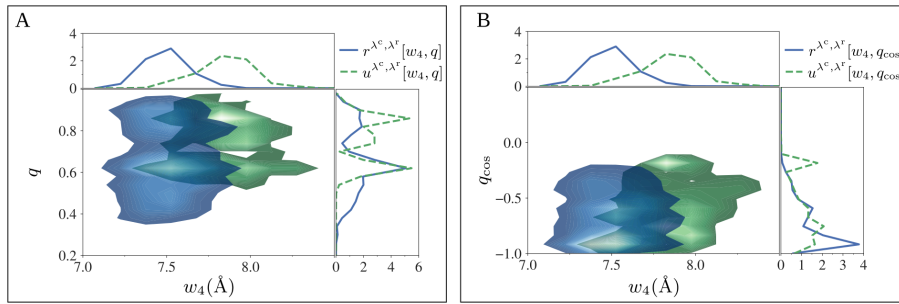 A
4
2
0
r^{λ^c,λ^r}[w_4, q]
u^{λ^c,λ^r}[w_4, q]
q
0.8
0.6
0.4
0.2
7.0
7.5
8.0
0
2
4
6
w_4(Å)
B
4
2
0
r^{λ^c,λ^r}[w_4, q_cos
u^{λ^c,λ^r}[w_4, q_cos
q_cos
0.0
−0.5
−1.0
7.0
7.5
8.0
0
1
2
3
4
w_4(Å)